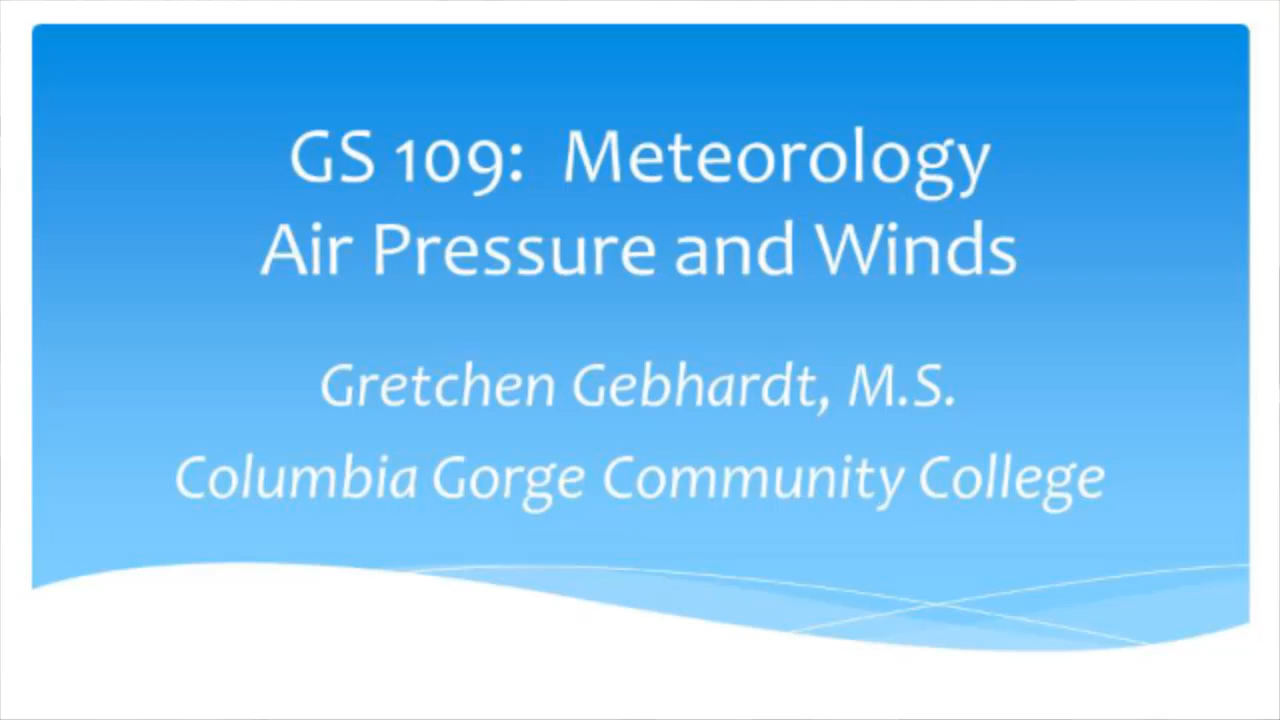 GS 109: Meteorology
Air Pressure and Winds
Gretchen Gebhardt, M.S.
Columbia Gorge Community College